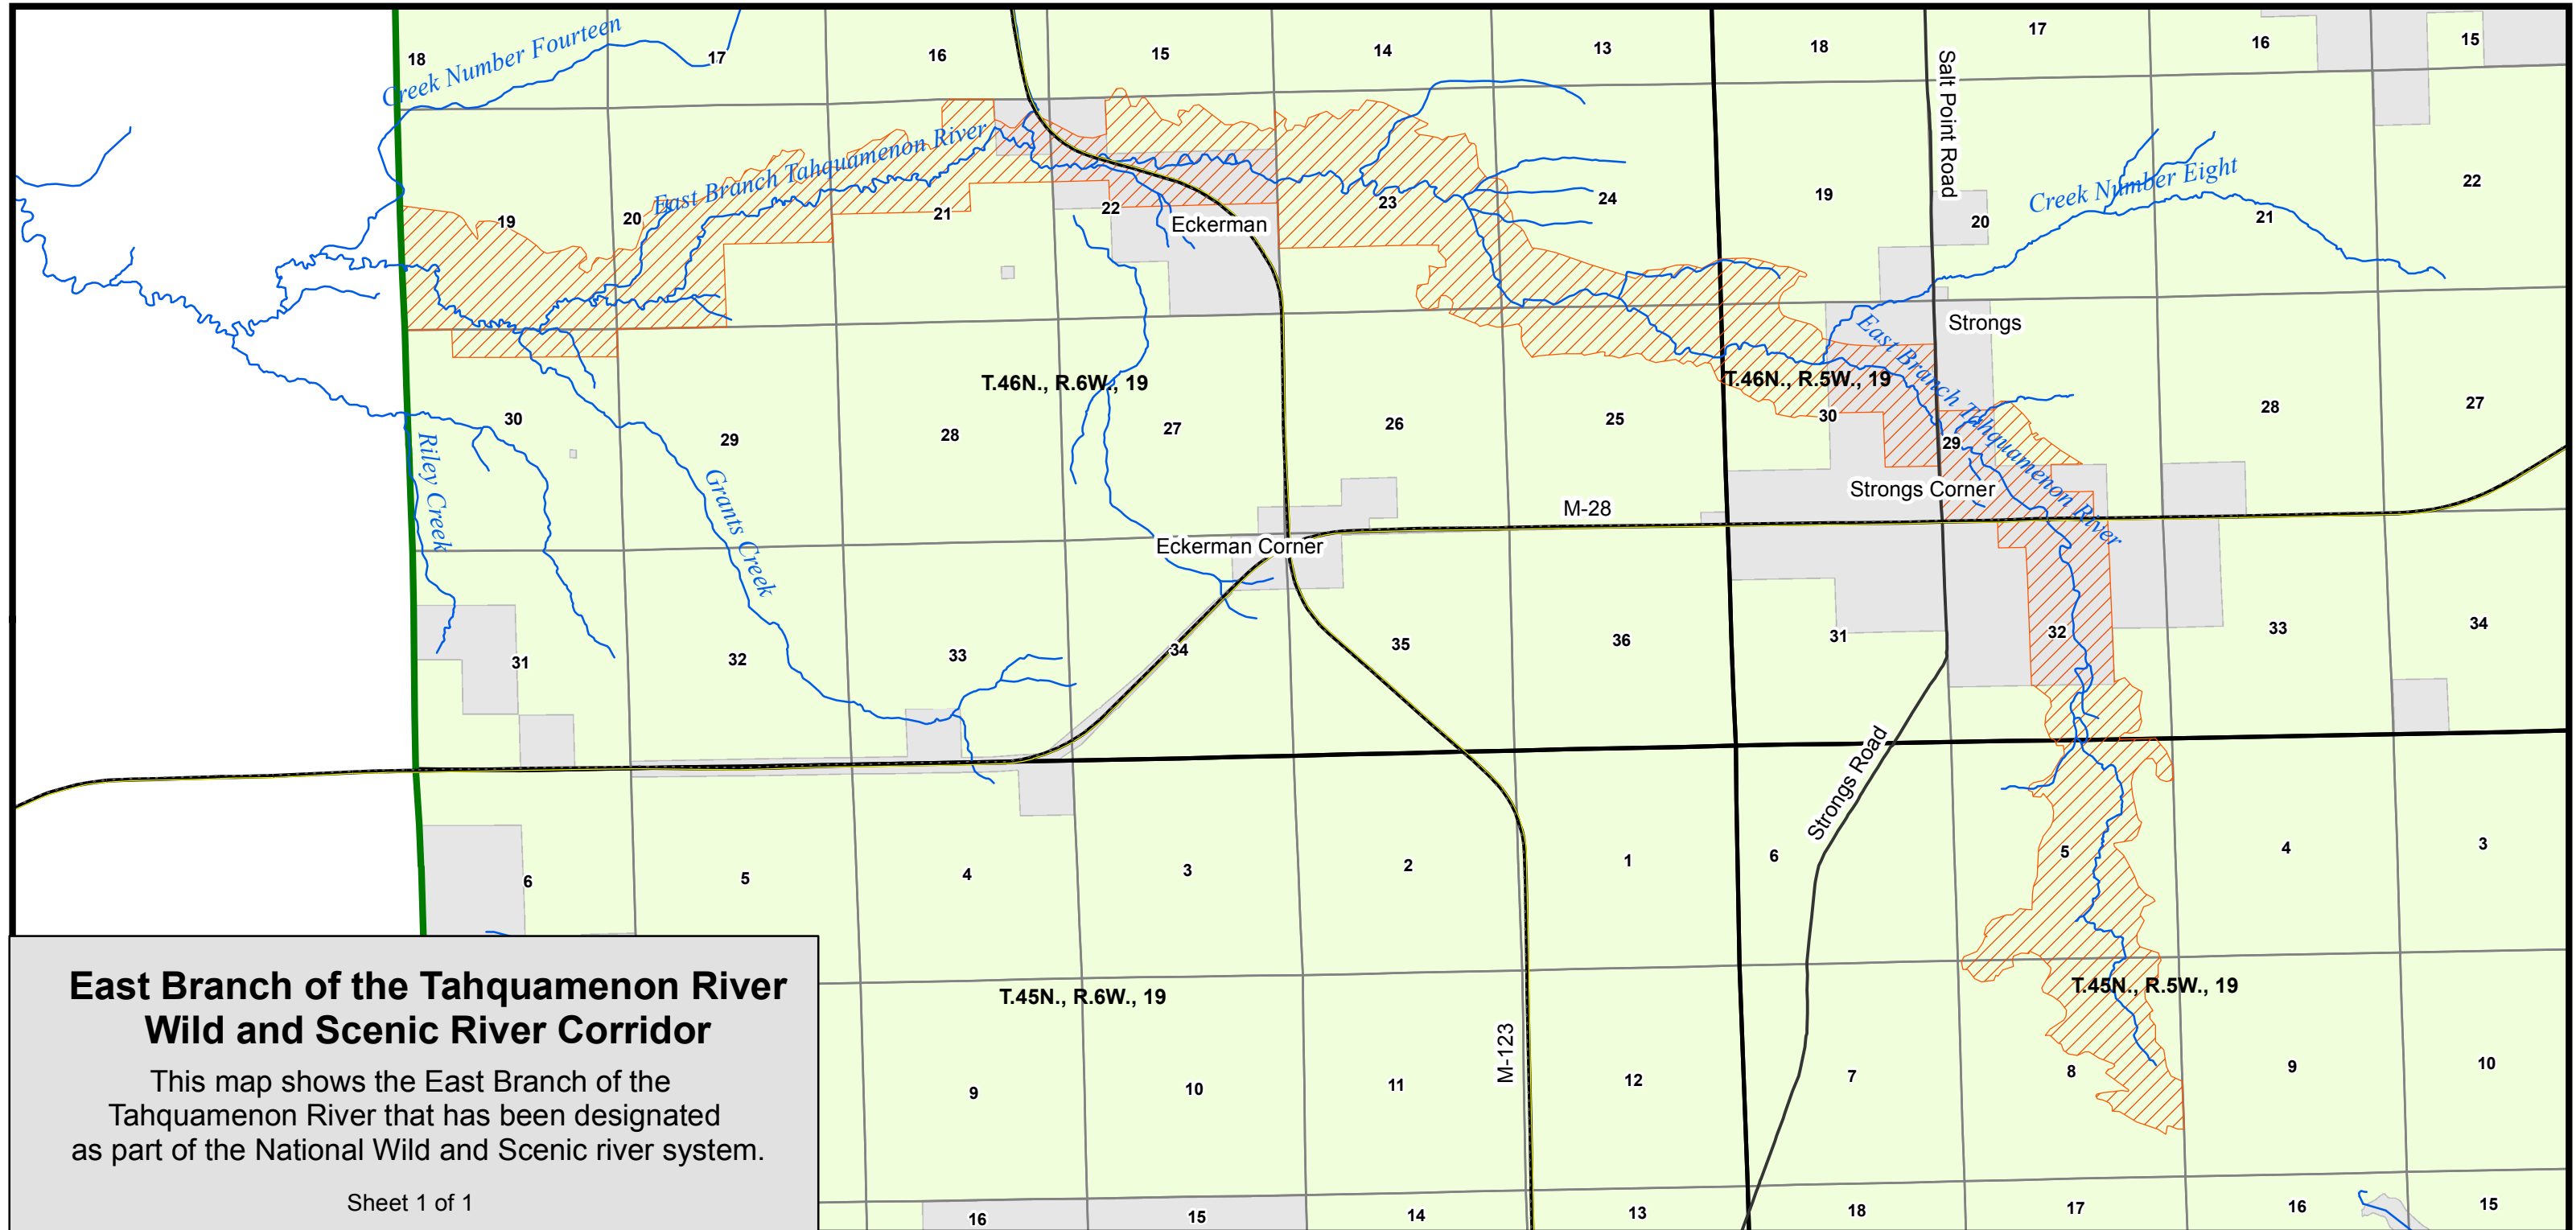 18
Creek Number Fourteen
17
16
15
14
13
18
Salt Point Road
17
16
15
19
20
East Branch Tahquamenon River
21
22
Eckerman
23
24
19
20
Creek Number Eight
21
22
East Branch Tahquamenon River
Strongs
T.46N., R.6W., 19
T.46N., R.5W., 19
30
Riley Creek
29
Grants Creek
28
27
26
25
30
29
28
27
Strongs Corner
M-28
Eckerman Corner
31
32
33
34
35
36
31
32
33
34
Strongs Road
6
5
4
3
2
1
6
5
4
3
T.45N., R.6W., 19
T.45N., R.5W., 19
M-123
9
10
11
12
7
8
9
10
16
15
14
13
18
17
16
15
East Branch of the Tahquamenon River
Wild and Scenic River Corridor
This map shows the East Branch of the
Tahquamenon River that has been designated
as part of the National Wild and Scenic river system.
Sheet 1 of 1